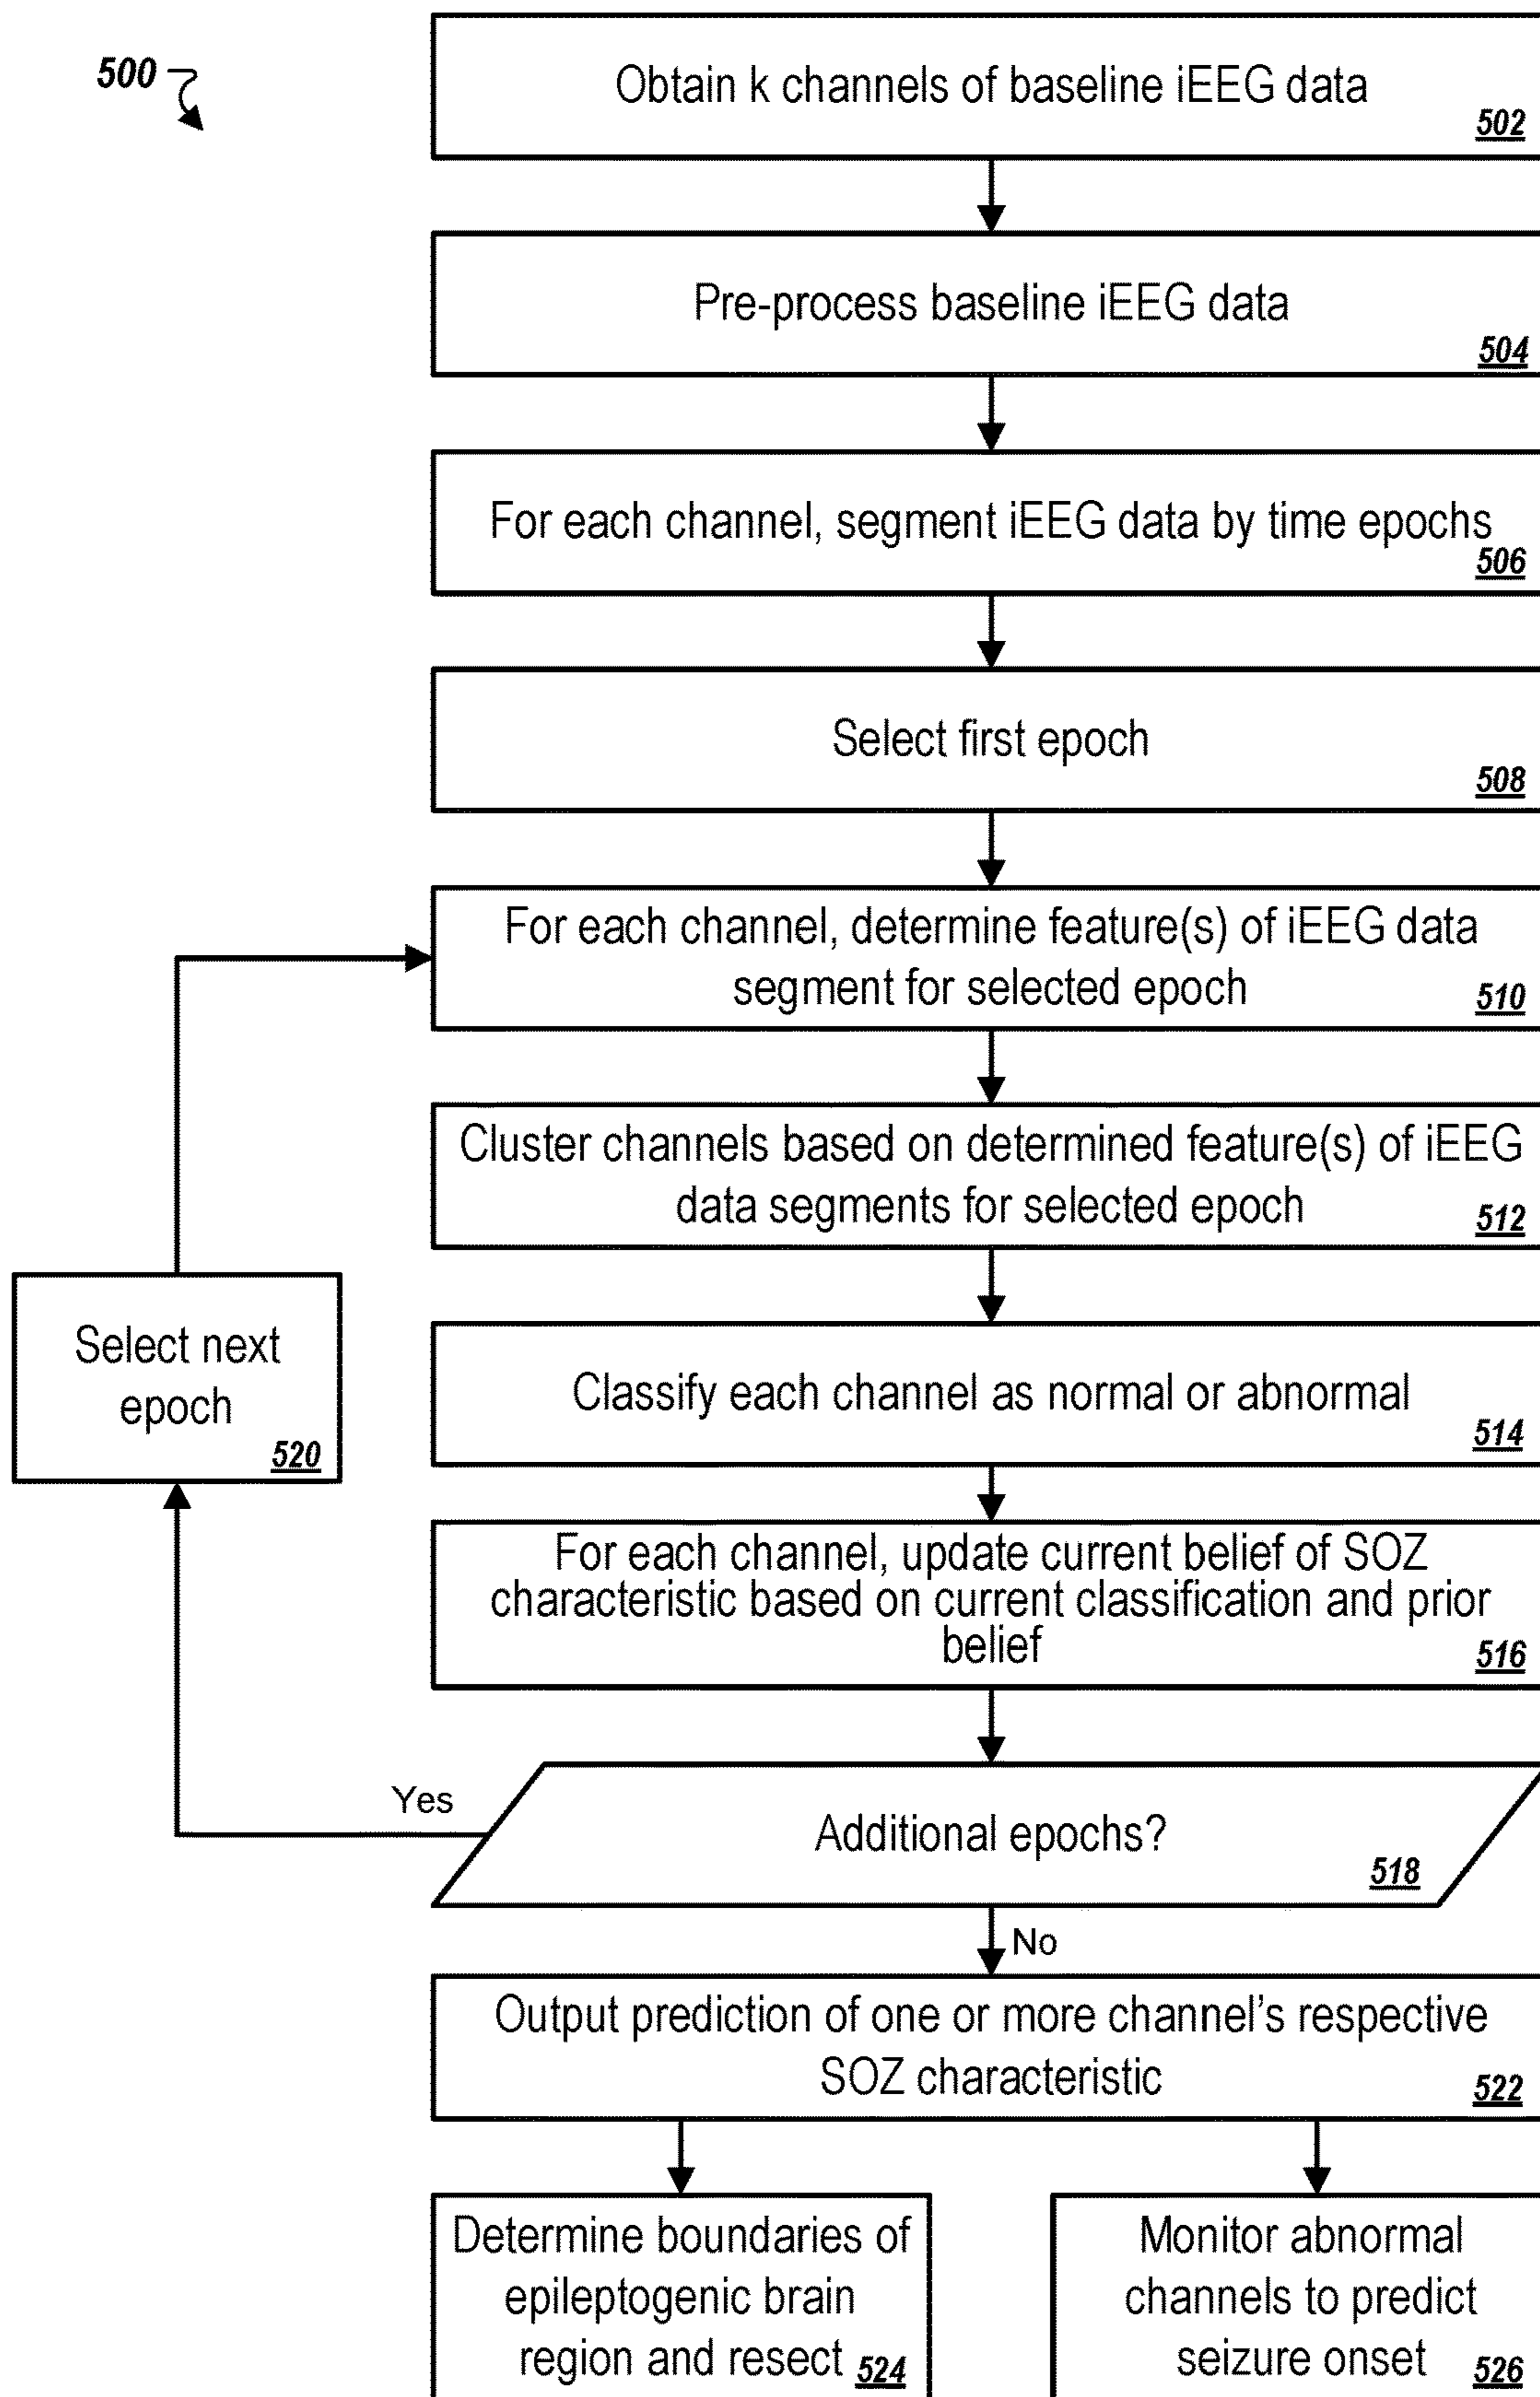 500
Obtain k channels of baseline iEEG data
502
Pre-process baseline iEEG data
504
For each channel, segment iEEG data by time epochs
506
Select first epoch
508
For each channel, determine feature(s) of iEEG data
segment for selected epoch
510
Cluster channels based on determined feature(s) of iEEG
data segments for selected epoch
512
Select next
epoch
520
Classify each channel as normal or abnormal
514
For each channel, update current belief of SOZ
characteristic based on current classification and prior
belief
516
Yes
Additional epochs?
518
No
Output prediction of one or more channel's respective
SOZ characteristic
522
Determine boundaries of
epileptogenic brain
region and resect
524
Monitor abnormal
channels to predict
seizure onset
526